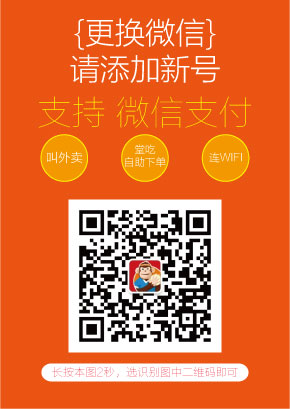 {更换微信}
请添加新号
支持 微信支付
叫外卖
堂吃
自助下单
连WIFI
长按本图2秒，选识别图中二维码即可